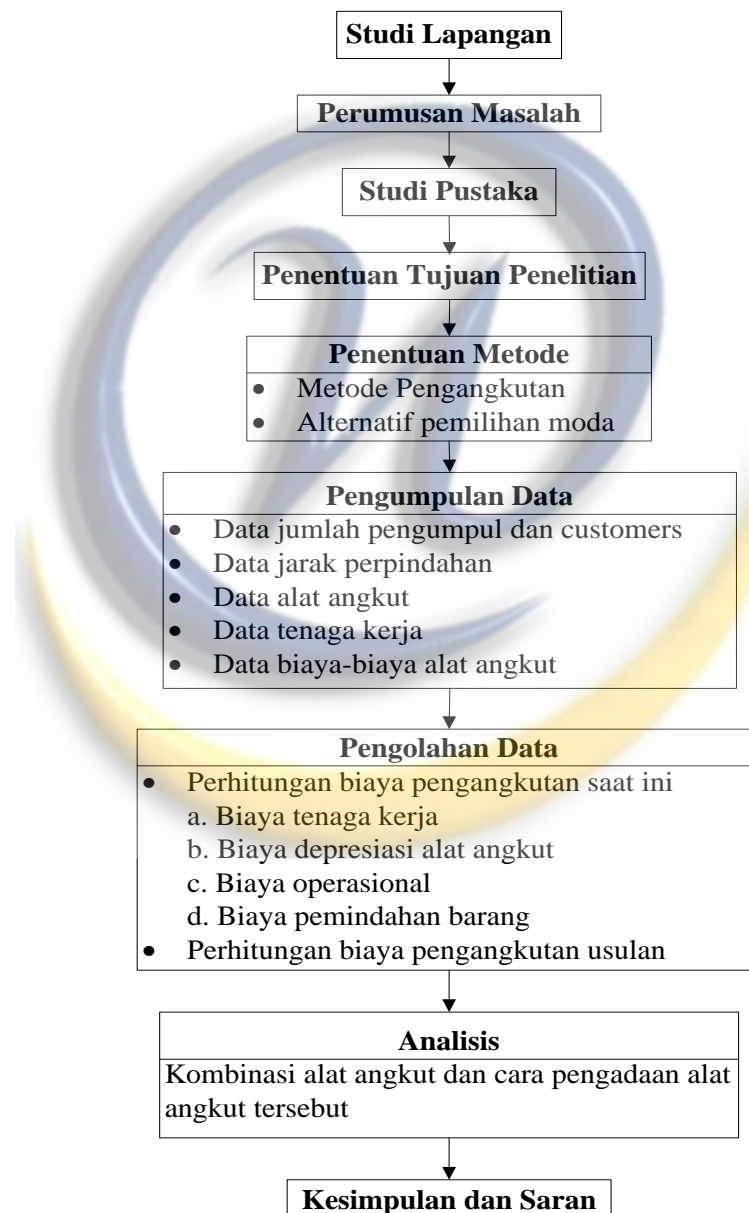 Studi Lapangan
Perumusan Masalah
Studi Pustaka
Penentuan Tujuan Penelitian
Penentuan Metode
• Metode Pengangkutan
• Alternatif pemilihan moda
Pengumpulan Data
• Data jumlah pengumpul dan customers
• Data jarak perpindahan
• Data alat angkut
• Data tenaga kerja
• Data biaya-biaya alat angkut
Pengolahan Data
• Perhitungan biaya pengangkutan saat ini
a. Biaya tenaga kerja
b. Biaya depresiasi alat angkut
c. Biaya operasional
d. Biaya pemindahan barang
• Perhitungan biaya pengangkutan usulan
Analisis
Kombinasi alat angkut dan cara pengadaan alat
angkut tersebut
Kesimpulan dan Saran